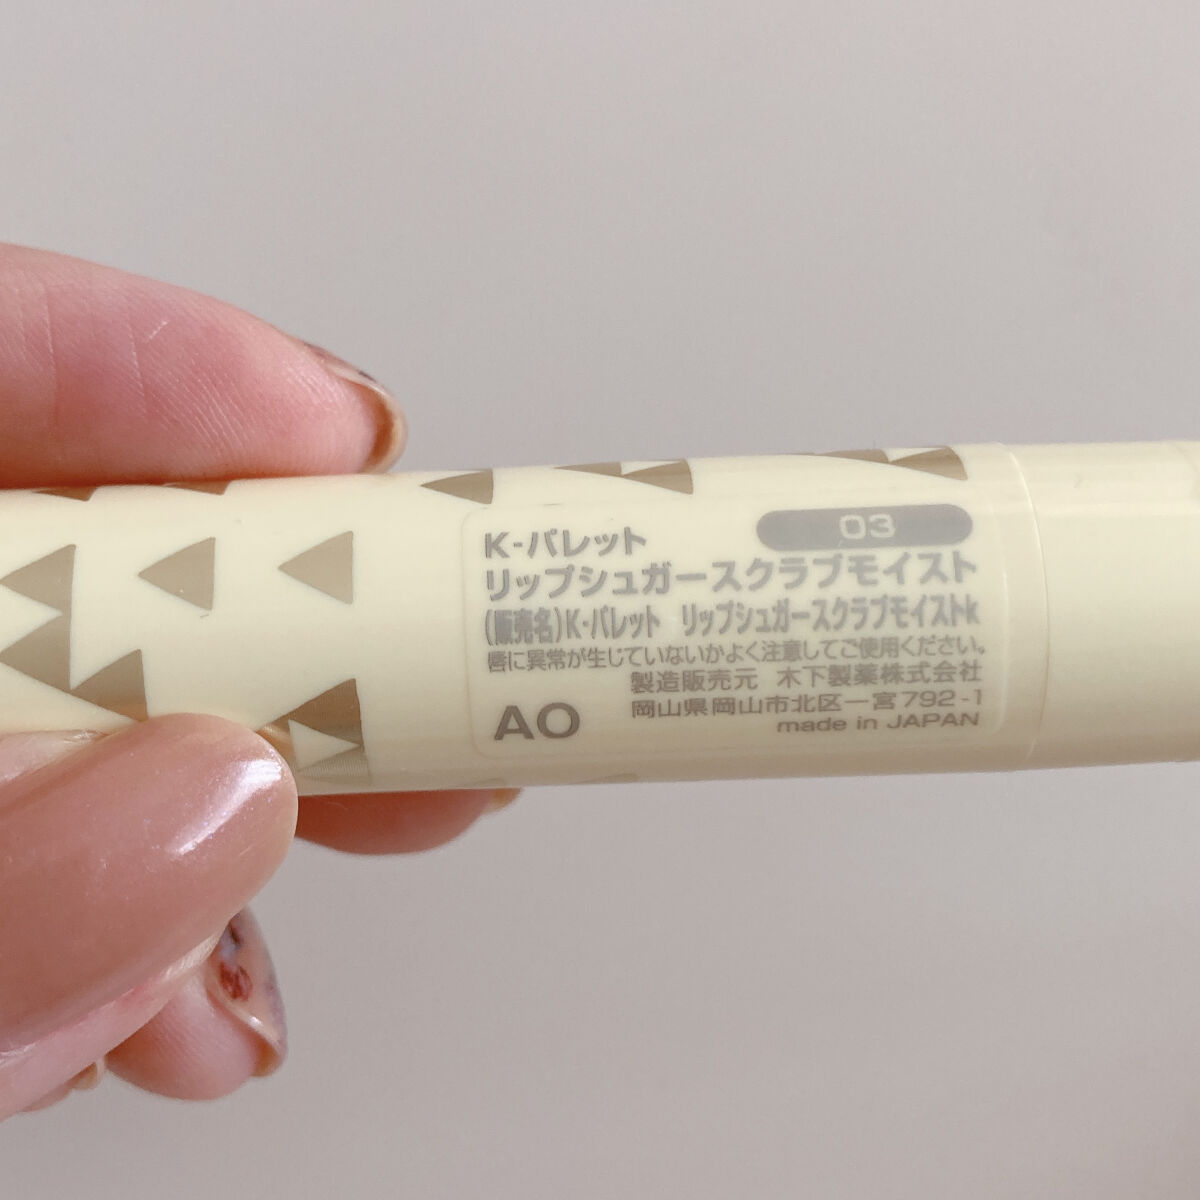 03
K-パレット
リップシュガースクラブモイスト
(販売名)K-パレット リップシュガースクラブモイストk
唇に異常が生じていないかよく注意してご使用ください。
製造販売元 木下製薬株式会社
岡山県岡山市北区一宮792-1
AO
made in JAPAN